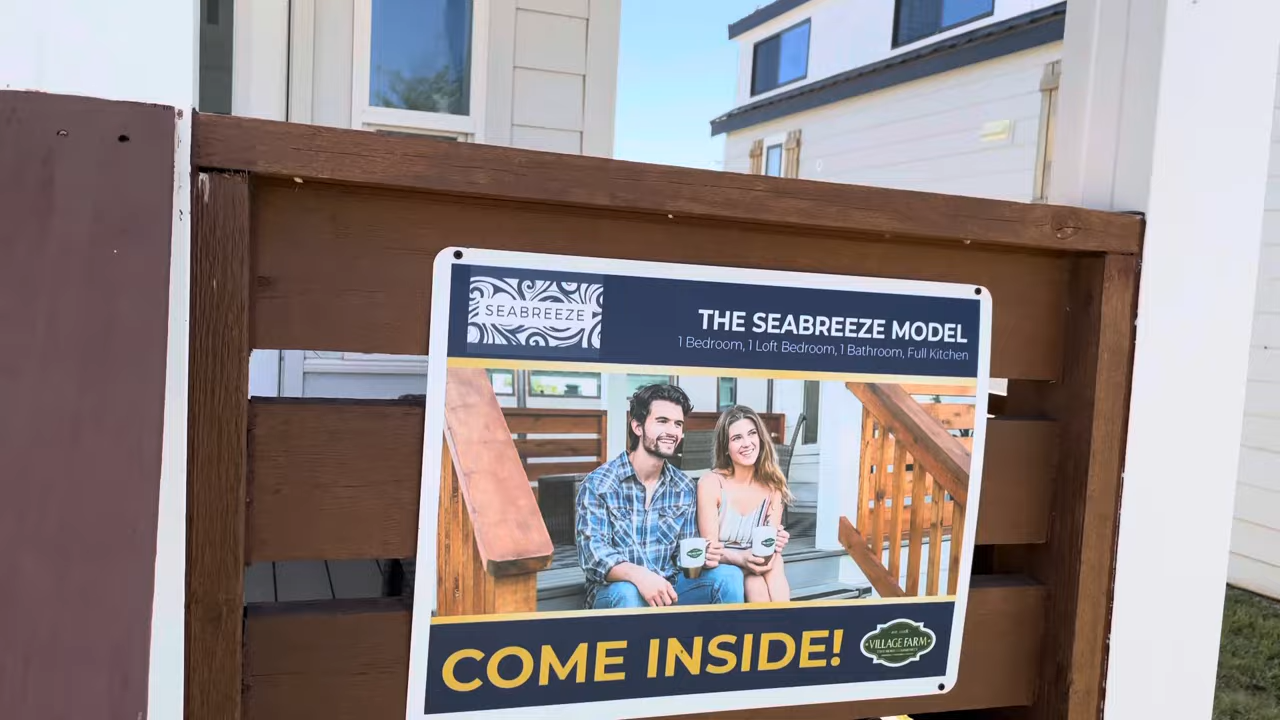 SEABREEZE
THE SEABREEZE MODEL
1 Bedroom, 1 Loft Bedroom, 1 Bathroom, Full Kitchen
COME INSIDE!
VILLAGE FARM